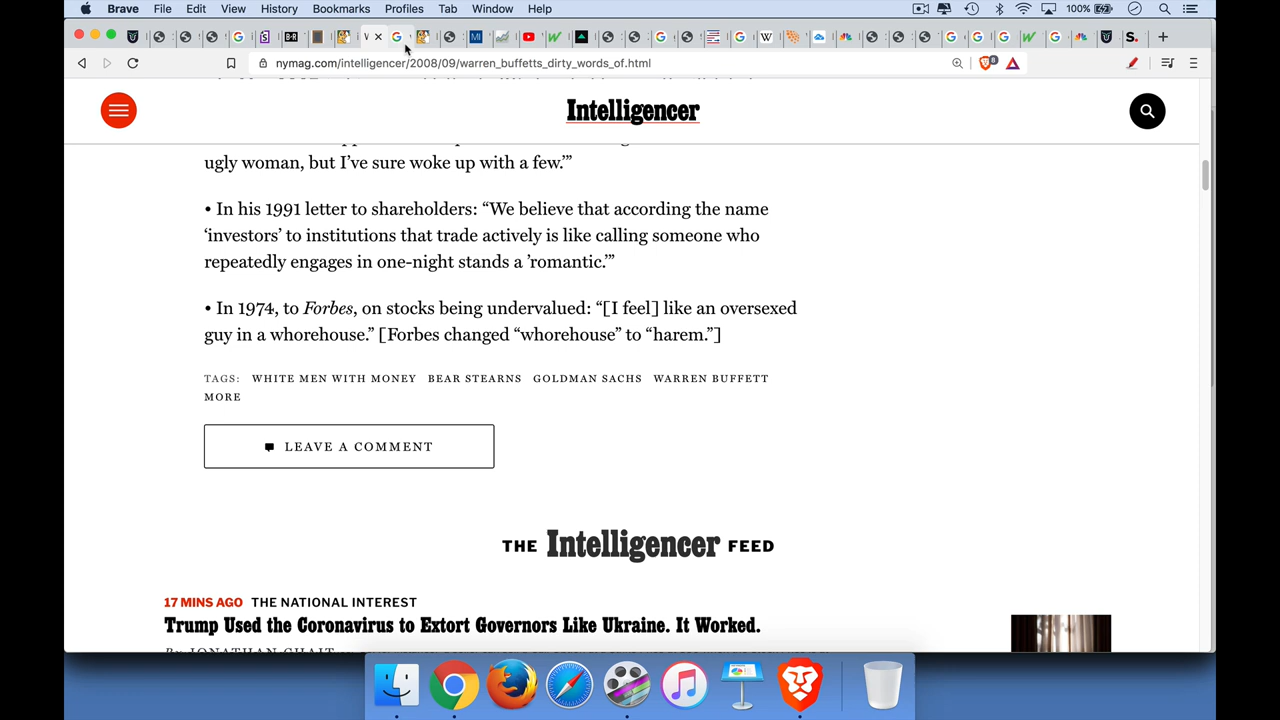 Brave File Edit View History Bookmarks Profiles Tab Window Help 100%
nymag.com/intelligencer/2008/09/warren_buffetts_dirty_words_of.html
Intelligencer
ugly woman, but I’ve sure woke up with a few.’”
• In his 1991 letter to shareholders: “We believe that according the name
‘investors’ to institutions that trade actively is like calling someone who
repeatedly engages in one-night stands a ’romantic.’”
• In 1974, to Forbes, on stocks being undervalued: “[I feel] like an oversexed
guy in a whorehouse.” [Forbes changed “whorehouse” to “harem.”]
TAGS: WHITE MEN WITH MONEY BEAR STEARNS GOLDMAN SACHS WARREN BUFFETT
MORE
LEAVE A COMMENT
THE Intelligencer FEED
17 MINS AGO THE NATIONAL INTEREST
Trump Used the Coronavirus to Extort Governors Like Ukraine. It Worked.
By JONATHAN CHAIT